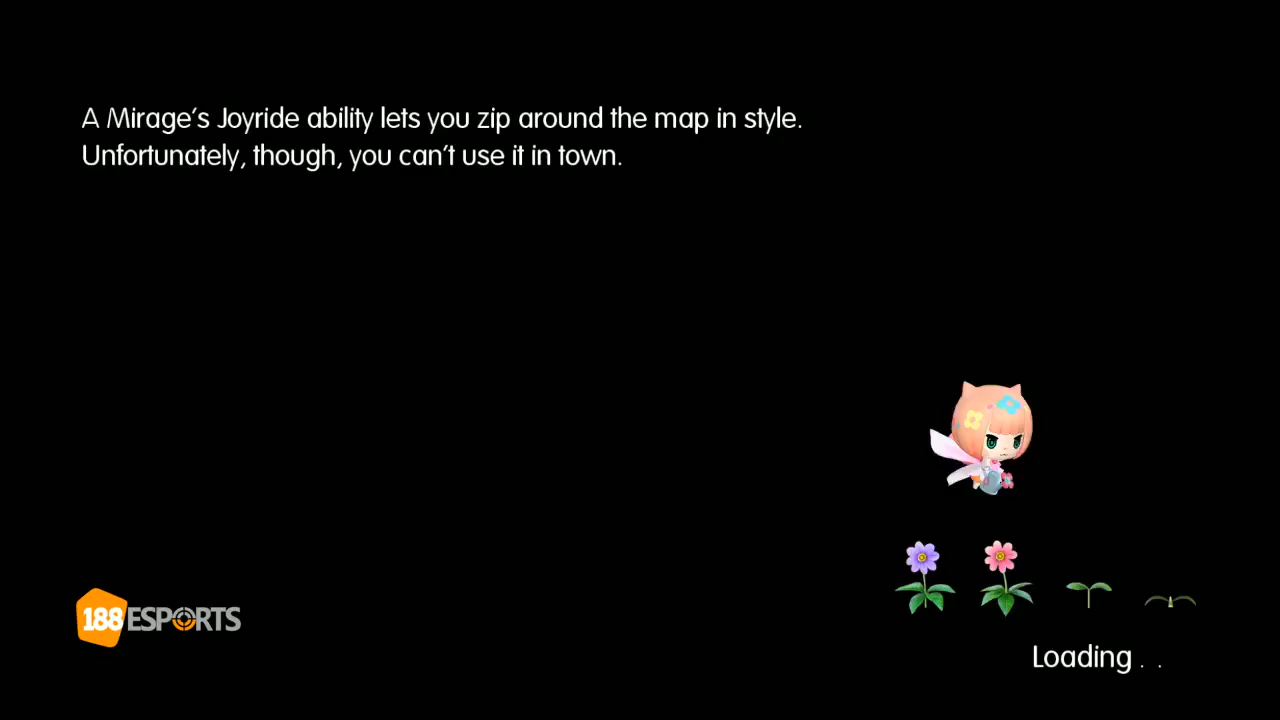 A Mirage's Joyride ability lets you zip around the map in style.
Unfortunately, though, you can't use it in town.
188ESPORTS
Loading . .